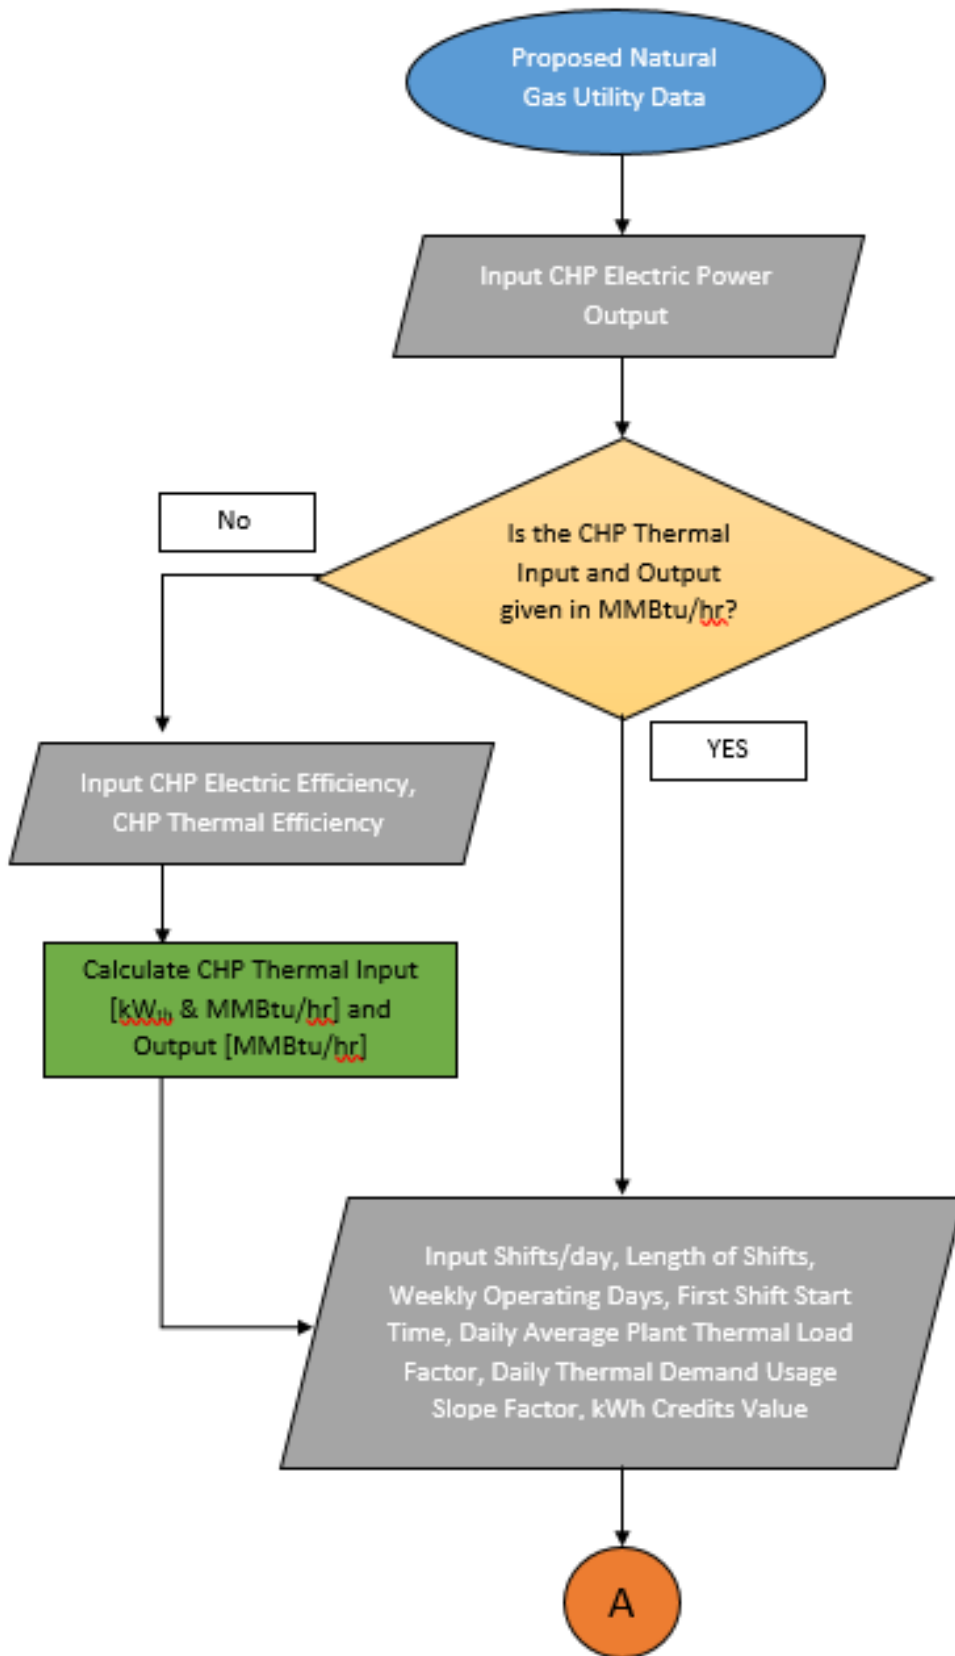 Proposed Natural
Gas Utility Data
Input CHP Electric Power
Output
Is the CHP Thermal
Input and Output
given in MMBtu/hr?
No
YES
Input CHP Electric Efficiency,
CHP Thermal Efficiency
Calculate CHP Thermal Input
[kWth & MMBtu/hr] and
Output [MMBtu/hr]
Input Shifts/day, Length of Shifts,
Weekly Operating Days, First Shift Start
Time, Daily Average Plant Thermal Load
Factor, Daily Thermal Demand Usage
Slope Factor, kWh Credits Value
A